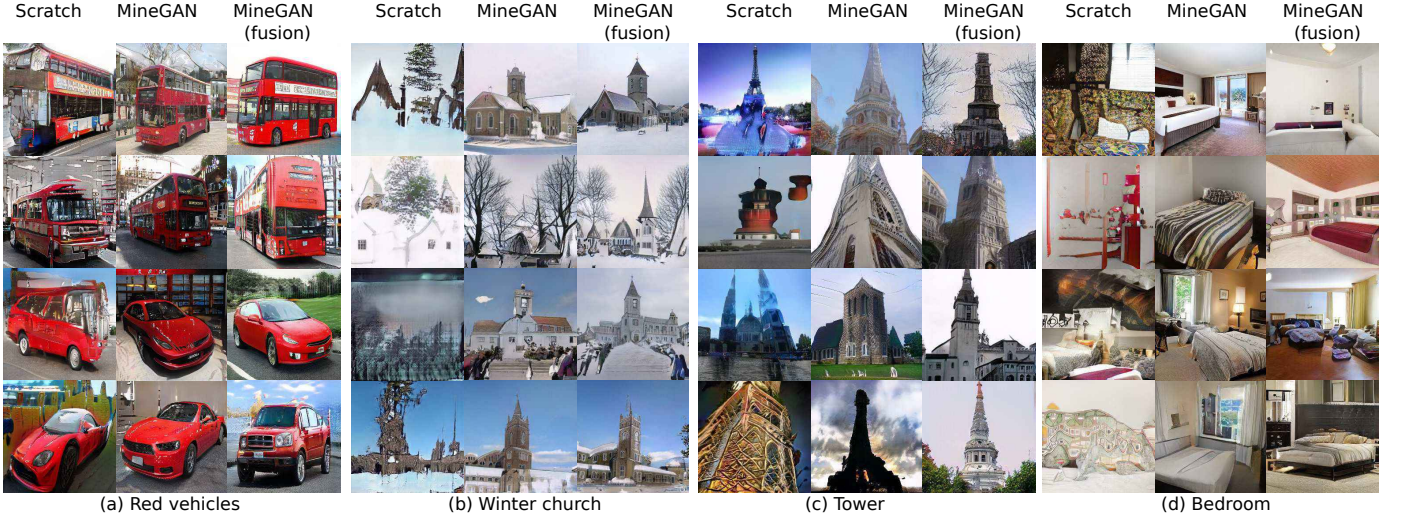 Scratch MineGAN MineGAN Scratch MineGAN MineGAN Scratch MineGAN MineGAN Scratch MineGAN MineGAN
(fusion) (fusion) (fusion) (fusion)
(a) Red vehicles (b) Winter church (c) Tower (d) Bedroom